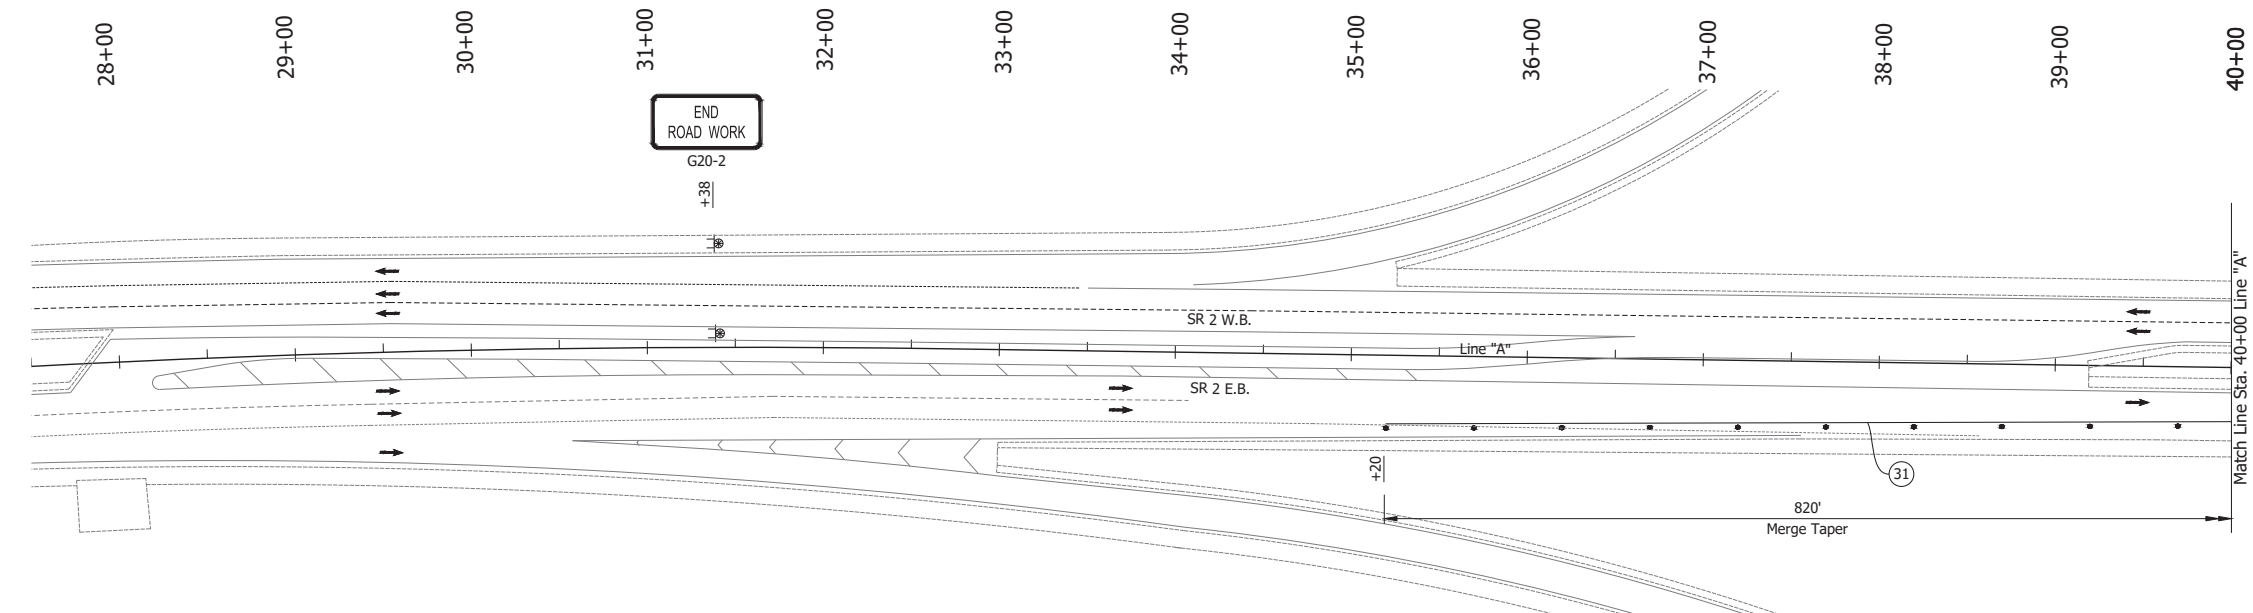 28+00
29+00
30+00
31+00
32+00
33+00
34+00
35+00
36+00
37+00
38+00
39+00
40+00
END
ROAD WORK
G20-2
+38
SR 2 W.B.
Line "A"
SR 2 E.B.
+20
31
820'
Merge Taper
Match Line Sta. 40+00 Line "A"